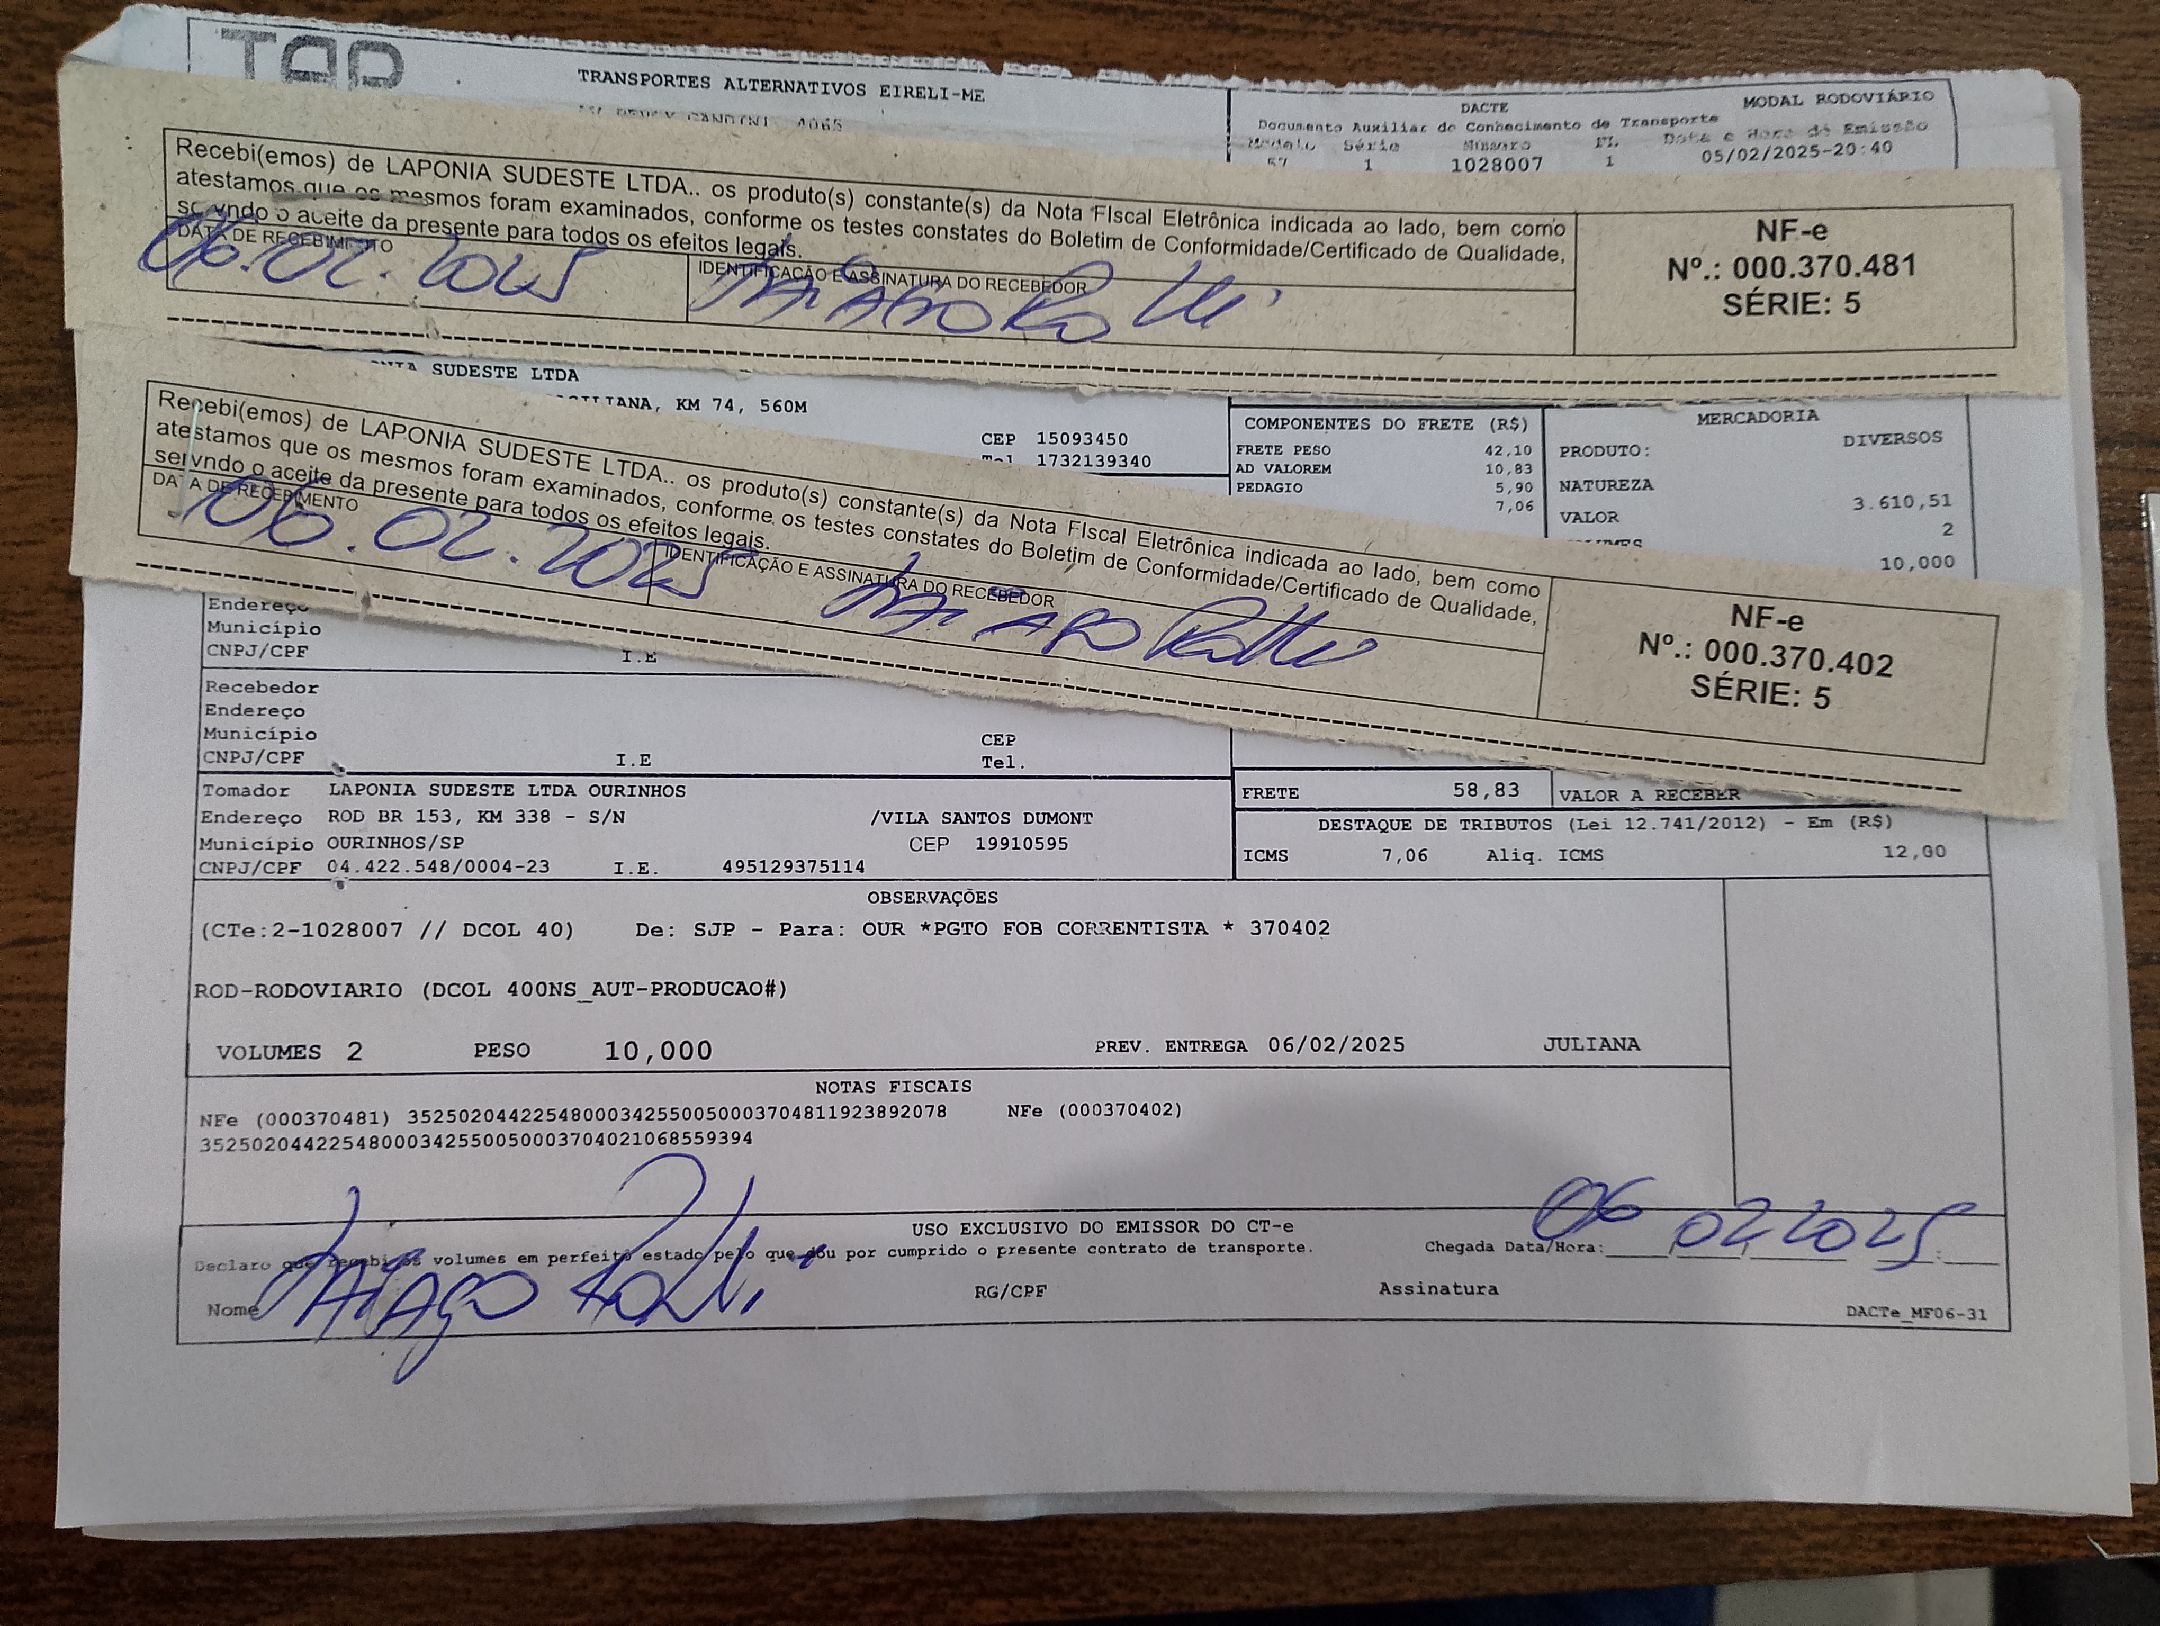 TRANSPORTES ALTERNATIVOS EIRELI-ME
4065
DACTE
MODAL RODOVIÁRIO
Documento Auxiliar do Conhecimento de Transporte
Modelo Série Número FL Data e Hora de Emissão
57 1 1028007 1 05/02/2025-20:40
Recebi(emos) de LAPONIA SUDESTE LTDA.. os produto(s) constante(s) da Nota FIscal Eletrônica indicada ao lado, bem como
atestamos que os mesmos foram examinados, conforme os testes constates do Boletim de Conformidade/Certificado de Qualidade,
servndo o aceite da presente para todos os efeitos legais.
DATA DE RECEBIMENTO
06.02.2025
IDENTIFICAÇÃO E ASSINATURA DO RECEBEDOR
NF-e
Nº.: 000.370.481
SÉRIE: 5
SUDESTE LTDA
KM 74, 560M
CEP 15093450
Tel 1732139340
COMPONENTES DO FRETE (R$)
FRETE PESO 42,10
AD VALOREM 10,83
PEDAGIO 5,90
7,06
MERCADORIA
PRODUTO: DIVERSOS
NATUREZA
VALOR 3.610,51
2
10,000
Recebi(emos) de LAPONIA SUDESTE LTDA.. os produto(s) constante(s) da Nota FIscal Eletrônica indicada ao lado, bem como
atestamos que os mesmos foram examinados, conforme os testes constates do Boletim de Conformidade/Certificado de Qualidade,
servndo o aceite da presente para todos os efeitos legais.
DATA DE RECEBIMENTO
06.02.2025
IDENTIFICAÇÃO E ASSINATURA DO RECEBEDOR
NF-e
Nº.: 000.370.402
SÉRIE: 5
Endereço
Município
CNPJ/CPF I.E
Recebedor
Endereço
Município CEP
CNPJ/CPF I.E Tel.
Tomador LAPONIA SUDESTE LTDA OURINHOS
Endereço ROD BR 153, KM 338 - S/N /VILA SANTOS DUMONT
Município OURINHOS/SP CEP 19910595
CNPJ/CPF 04.422.548/0004-23 I.E. 495129375114
FRETE 58,83 VALOR A RECEBER
DESTAQUE DE TRIBUTOS (Lei 12.741/2012) - Em (R$)
ICMS 7,06 Aliq. ICMS 12,00
OBSERVAÇÕES
(CTe:2-1028007 // DCOL 40) De: SJP - Para: OUR *PGTO FOB CORRENTISTA * 370402
ROD-RODOVIARIO (DCOL 400NS_AUT-PRODUCAO#)
VOLUMES 2 PESO 10,000 PREV. ENTREGA 06/02/2025 JULIANA
NOTAS FISCAIS
NFe (000370481) 35250204422548000342550050003704811923892078 NFe (000370402)
35250204422548000342550050003704021068559394
USO EXCLUSIVO DO EMISSOR DO CT-e
Declaro que recebi os volumes em perfeito estado pelo que dou por cumprido o presente contrato de transporte.
Chegada Data/Hora: 06 02 2025
Nome RG/CPF Assinatura
DACTe_MF06-31